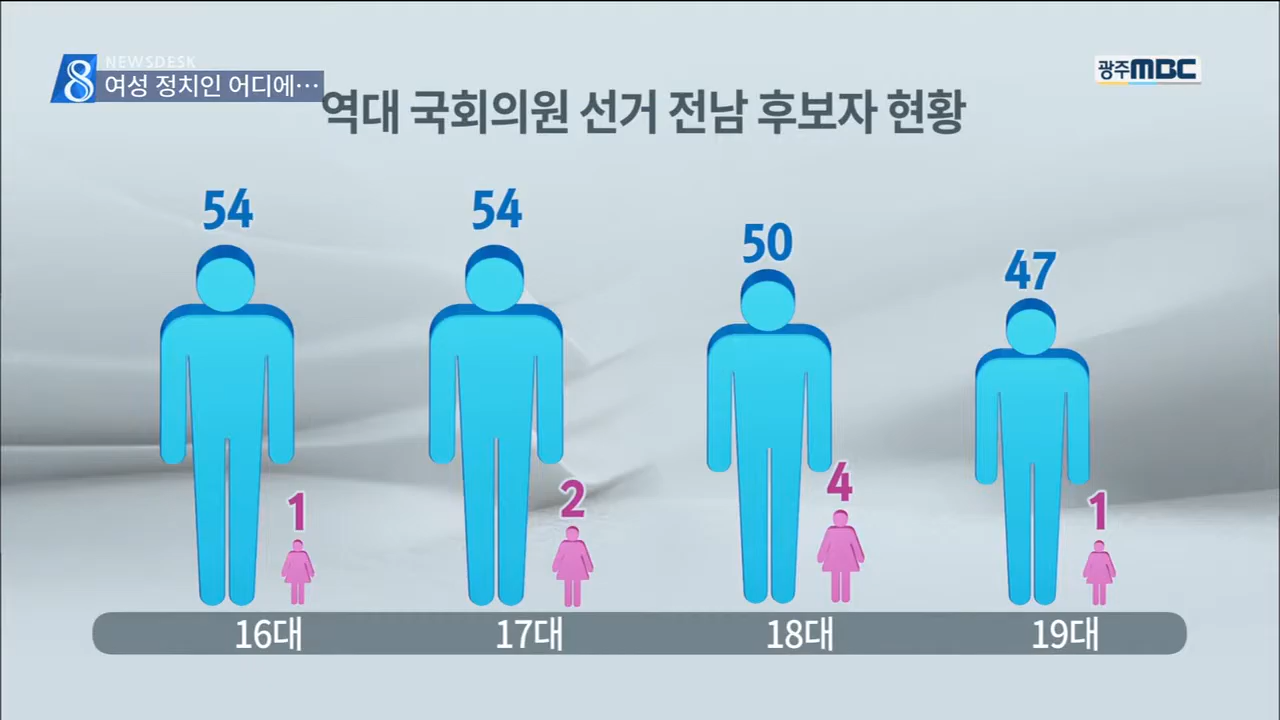 NEWSDESK
8 여성 정치인 어디에…
광주MBC
역대 국회의원 선거 전남 후보자 현황
54 54 50 47
1 2 4 1
16대 17대 18대 19대